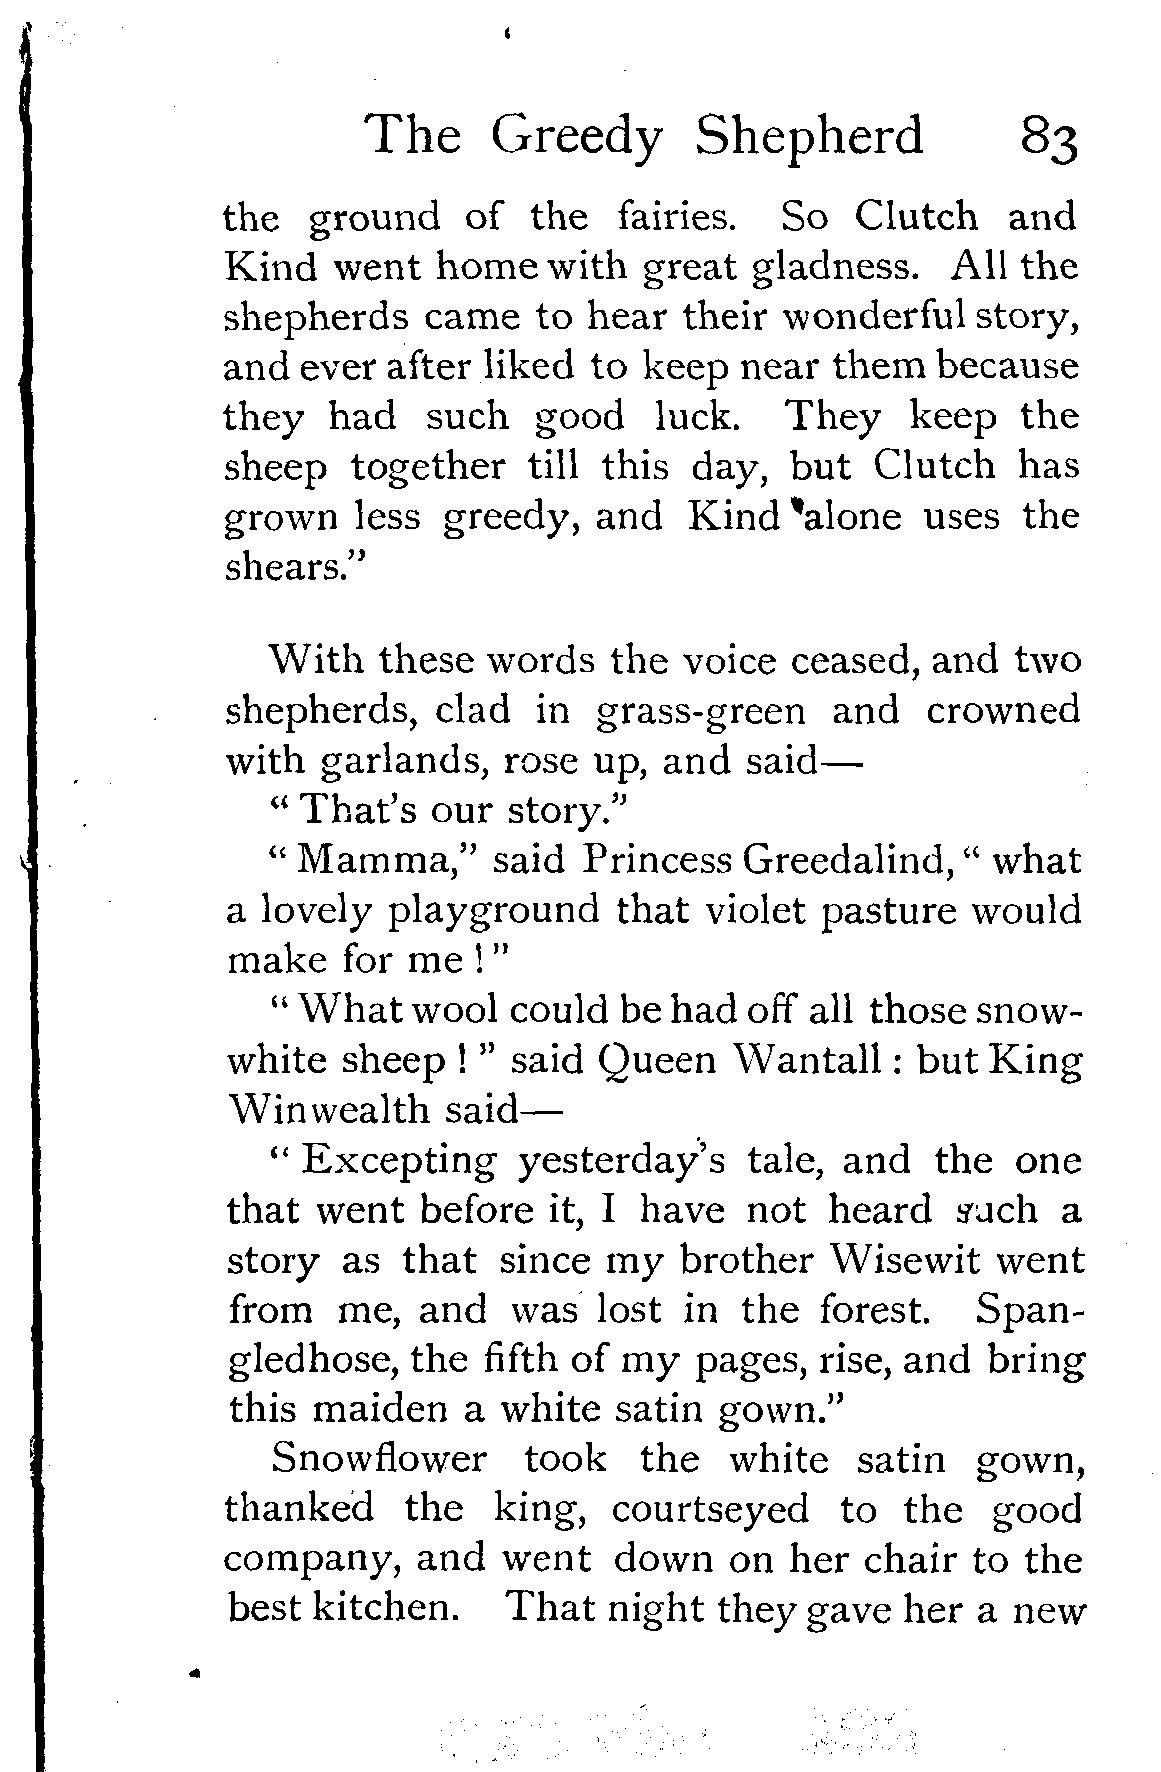 The Greedy Shepherd 83
the ground of the fairies. So Clutch and
Kind went home with great gladness. All the
shepherds came to hear their wonderful story,
and ever after liked to keep near them because
they had such good luck. They keep the
sheep together till this day, but Clutch has
grown less greedy, and Kind alone uses the
shears.”
With these words the voice ceased, and two
shepherds, clad in grass-green and crowned
with garlands, rose up, and said—
“ That’s our story.”
“ Mamma,” said Princess Greedalind, “ what
a lovely playground that violet pasture would
make for me ! ”
“ What wool could be had off all those snow-
white sheep ! ” said Queen Wantall : but King
Winwealth said—
“ Excepting yesterday’s tale, and the one
that went before it, I have not heard such a
story as that since my brother Wisewit went
from me, and was lost in the forest. Span-
gledhose, the fifth of my pages, rise, and bring
this maiden a white satin gown.”
Snowflower took the white satin gown,
thanked the king, courtseyed to the good
company, and went down on her chair to the
best kitchen. That night they gave her a new